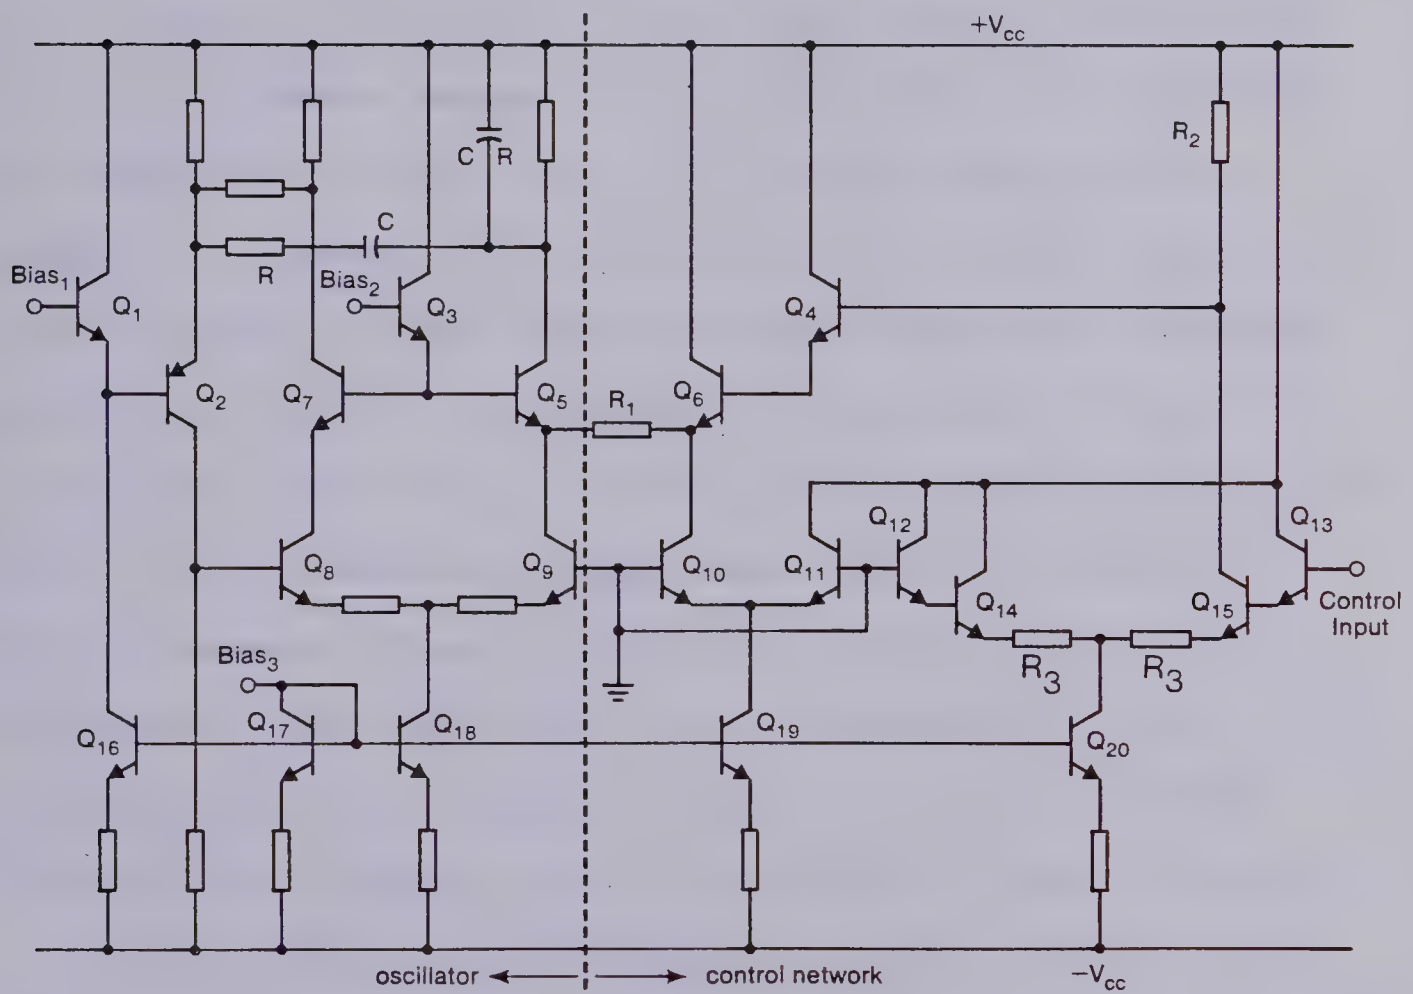 +Vcc
R2
C R
C
R
Bias1
Q1
Bias2
Q3
Q4
Q2
Q7
Q5
R1
Q6
Q8
Q9
Q10
Q11
Q12
Q13
Q14
Q15
Control
Input
R3
R3
Bias3
Q16
Q17
Q18
Q19
Q20
oscillator
control network
−Vcc